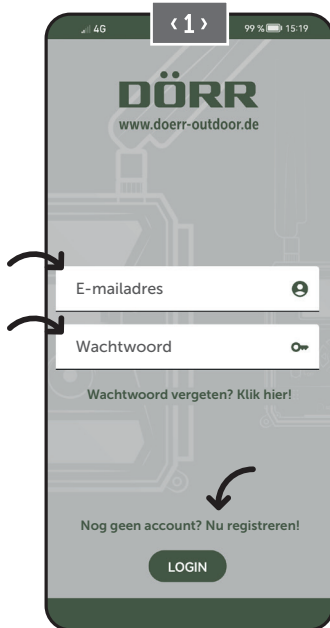 4G
‹1›
99 % 15:19
DÖRR
www.doerr-outdoor.de
E-mailadres
Wachtwoord
Wachtwoord vergeten? Klik hier!
Nog geen account? Nu registreren!
LOGIN